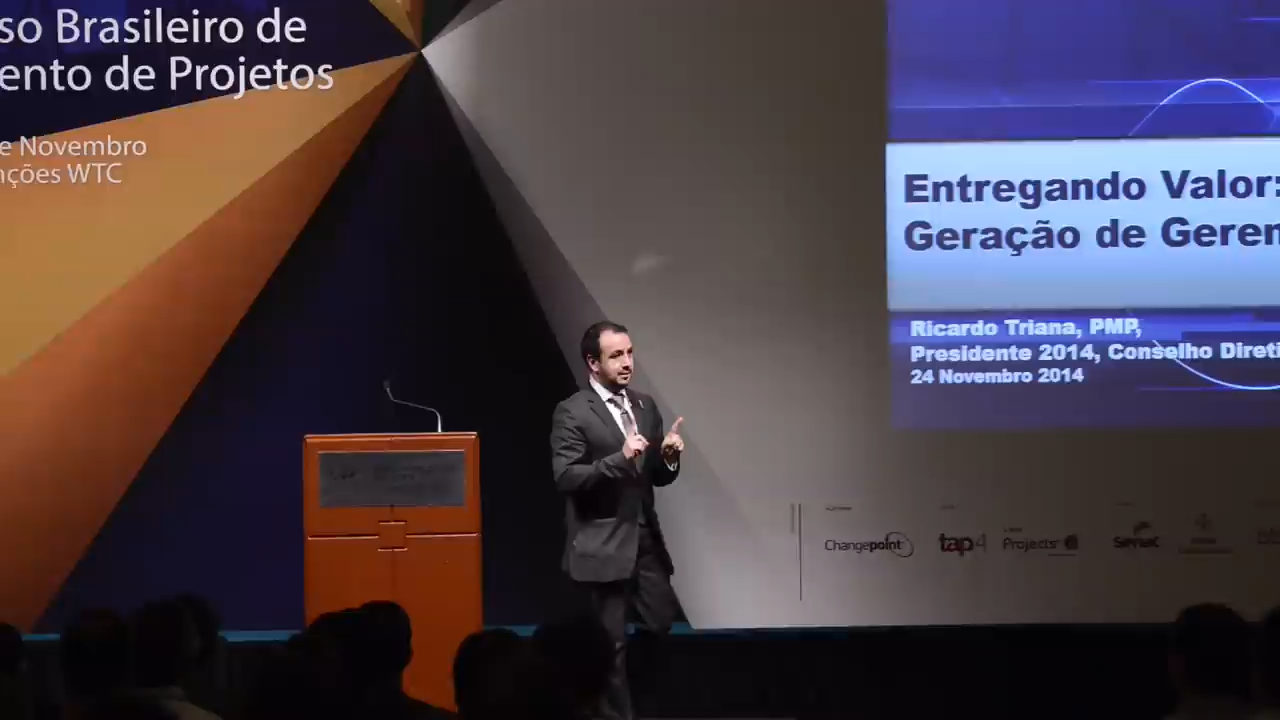 so Brasileiro de
ento de Projetos
e Novembro
nções WTC
Entregando Valor:
Geração de Geren
Ricardo Triana, PMP,
Presidente 2014, Conselho Direti
24 Novembro 2014
Changepoint
tap4
Projects
senac